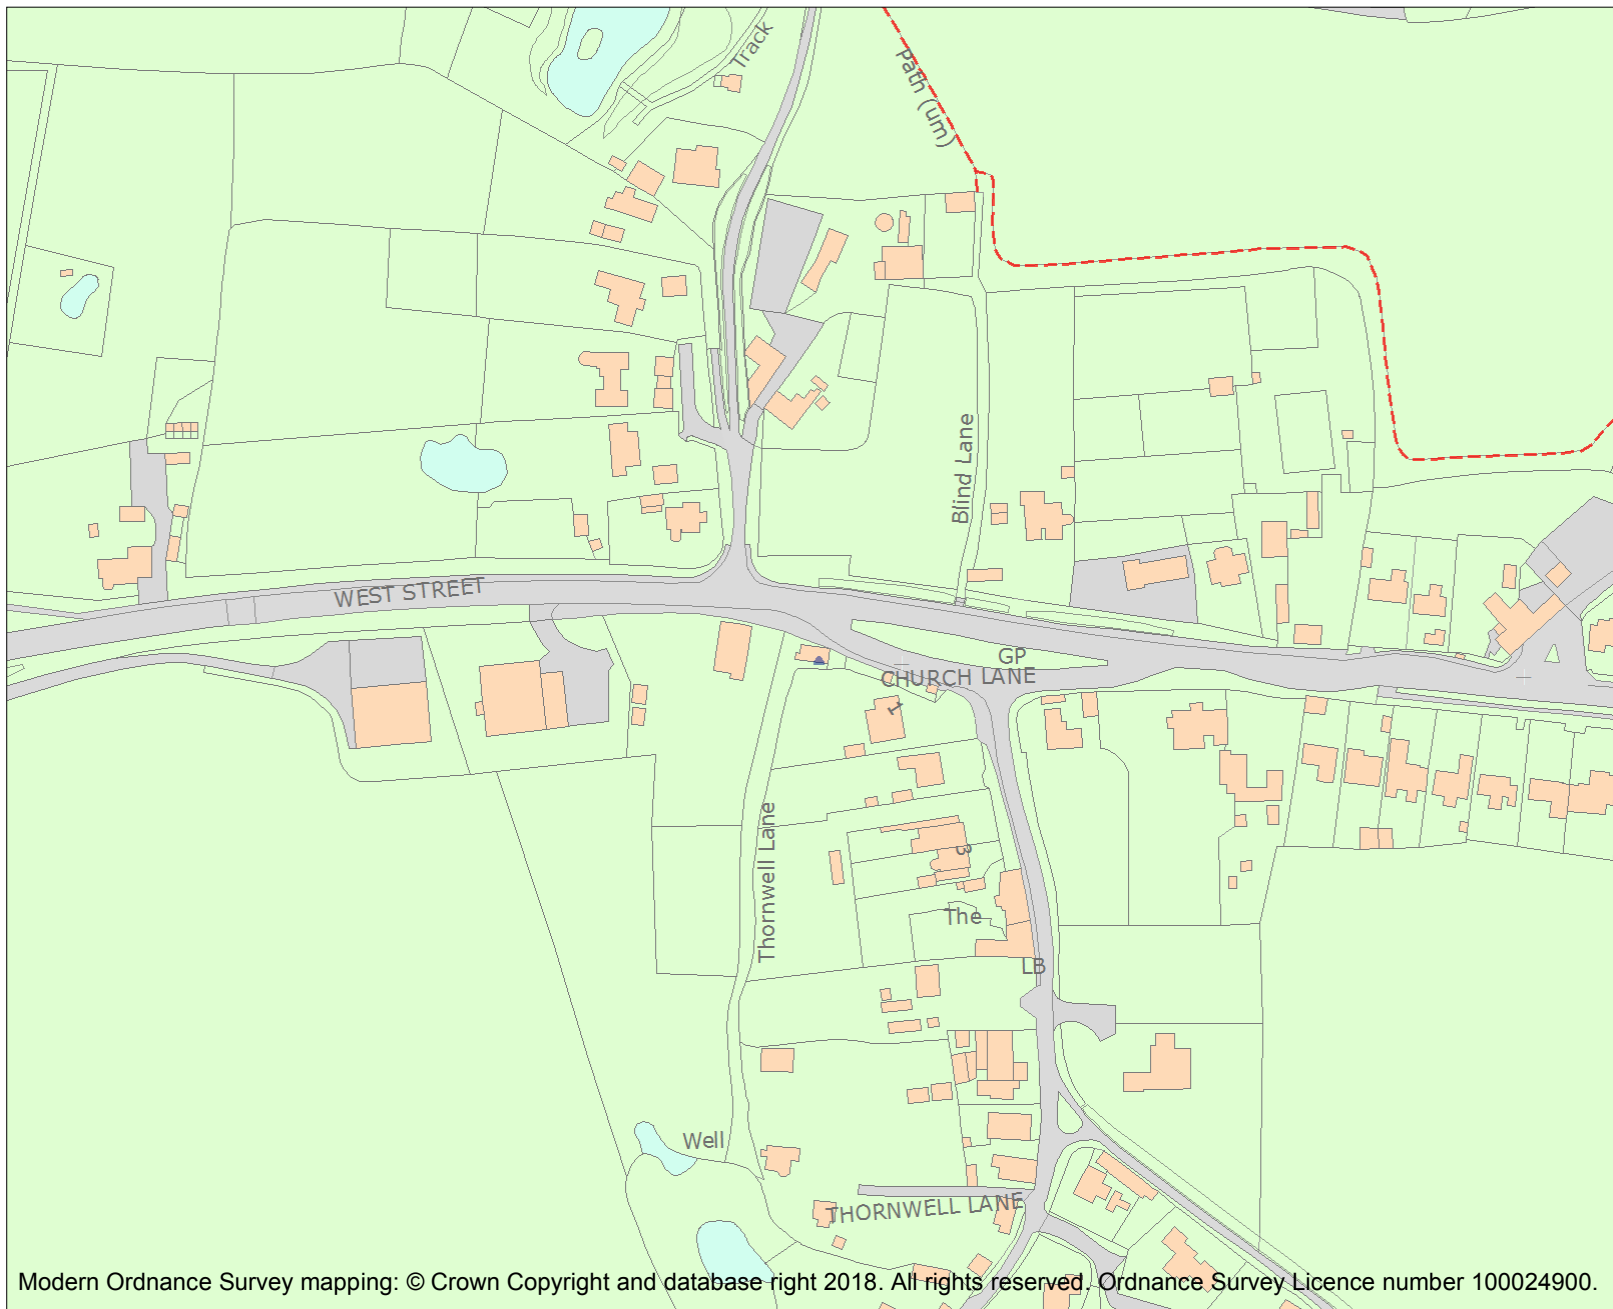 Track
Path (um)
Blind Lane
WEST STREET
GP
CHURCH LANE
1
Thornwell Lane
3
The
LB
Well
THORNWELL LANE
Modern Ordnance Survey mapping: © Crown Copyright and database right 2018. All rights reserved. Ordnance Survey Licence number 100024900.